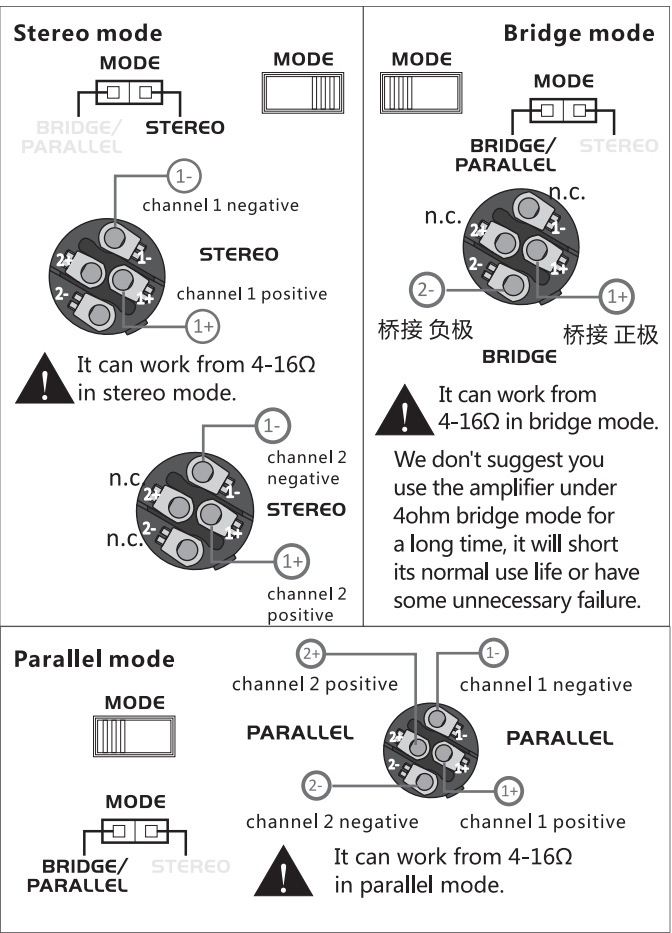 Stereo mode
MODE
BRIDGE/
PARALLEL
STEREO
MODE
1-
channel 1 negative
2+
1-
2-
1+
STEREO
channel 1 positive
1+
! It can work from 4-16Ω
in stereo mode.
1-
channel 2
negative
n.c.
2+
1-
n.c.
2-
1+
STEREO
1+
channel 2
positive
Bridge mode
MODE
MODE
BRIDGE/
PARALLEL
STEREO
n.c.
n.c.
2+
1-
2-
1+
2-
1+
桥接 负极
桥接 正极
BRIDGE
! It can work from
4-16Ω in bridge mode.
We don't suggest you
use the amplifier under
4ohm bridge mode for
a long time, it will short
its normal use life or have
some unnecessary failure.
Parallel mode
MODE
MODE
BRIDGE/
PARALLEL
STEREO
2+
channel 2 positive
1-
channel 1 negative
PARALLEL
2+
1-
2-
1+
PARALLEL
2-
channel 2 negative
1+
channel 1 positive
! It can work from 4-16Ω
in parallel mode.